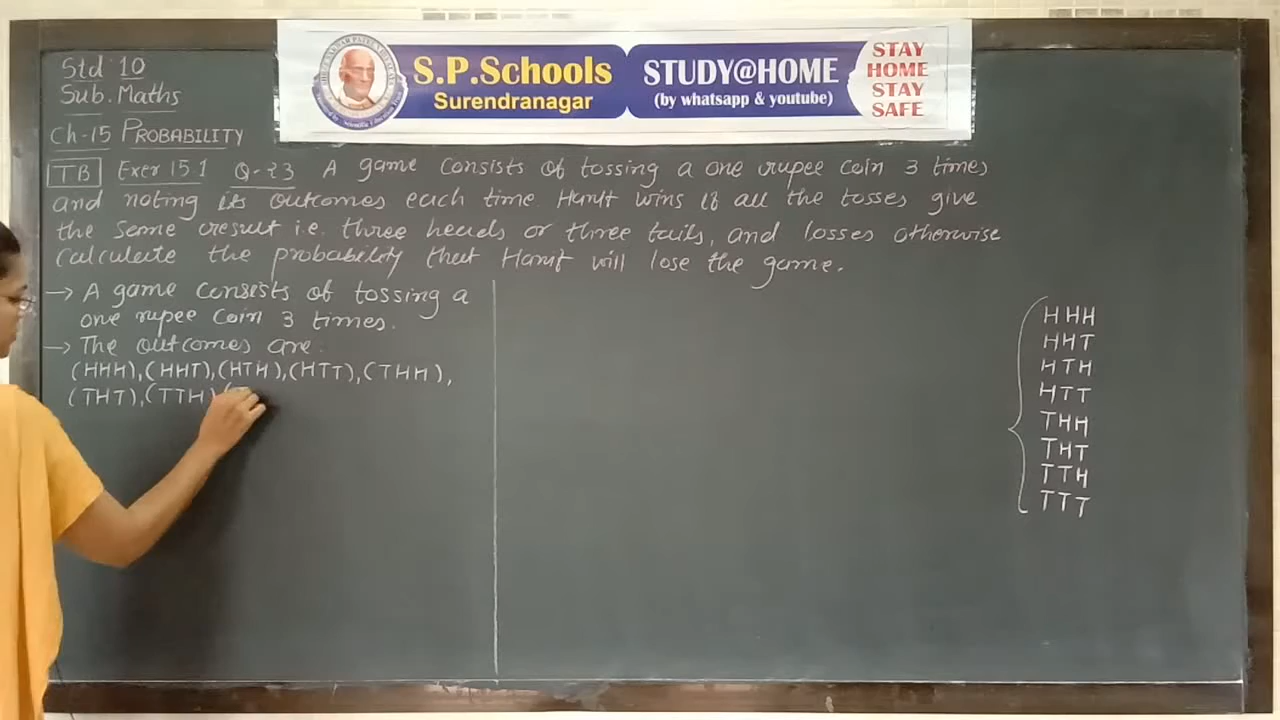 Std 10
Sub. Maths
Ch-15 PROBABILITY
S.P.Schools
Surendranagar
STUDY@HOME
(by whatsapp & youtube)
STAY
HOME
STAY
SAFE
TB Exer 15.1 Q-23 A game consists of tossing a one rupee coin 3 times
and noting its outcomes each time. Hanif wins if all the tosses give
the same result i.e. three heads or three tails, and losses otherwise
calculate the probability that Hanif will lose the game.
→ A game consists of tossing a
one rupee coin 3 times.
→ The outcomes are
(HHH), (HHT), (HTH), (HTT), (THH),
(THT), (TTH) (
HHH
HHT
HTH
HTT
THH
THT
TTH
TTT